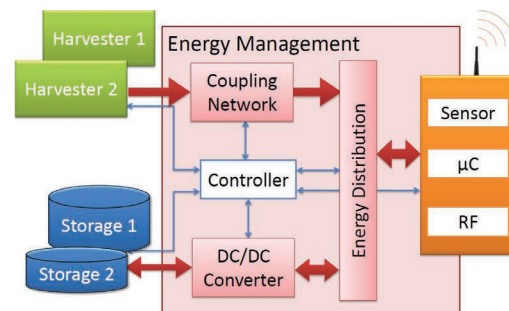 Harvester 1
Harvester 2
Energy Management
Coupling
Network
Controller
DC/DC
Converter
Energy Distribution
Storage 1
Storage 2
Sensor
µC
RF